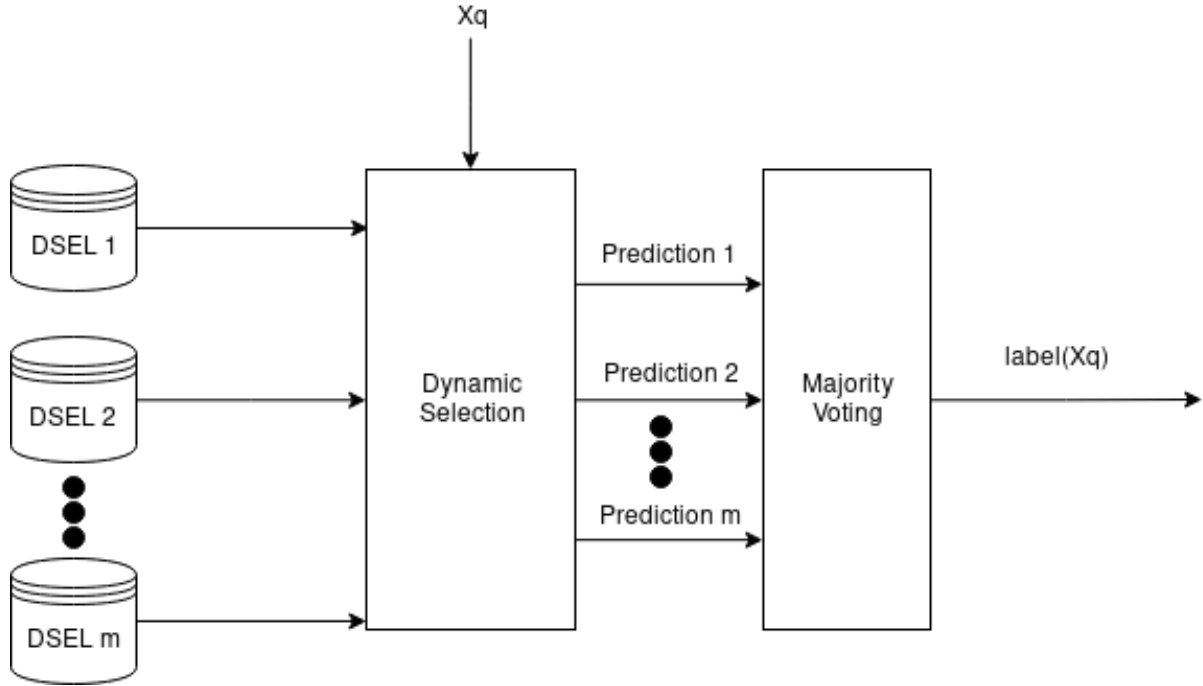 Xq
DSEL 1
Prediction 1
label(Xq)
Prediction 2
Dynamic
Selection
Majority
Voting
DSEL 2
Prediction m
DSEL m